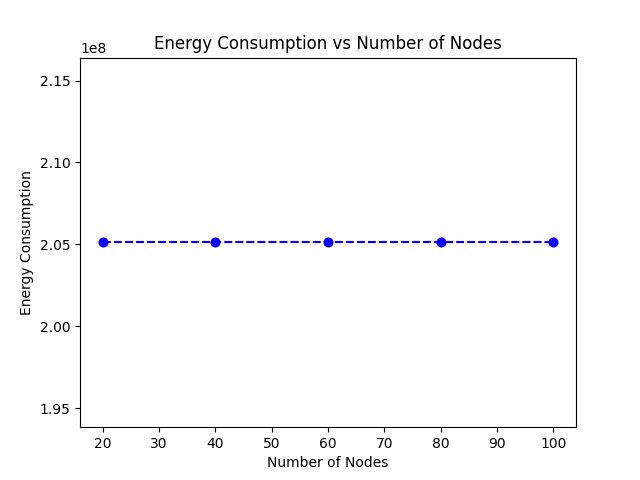 Energy Consumption vs Number of Nodes
1e8
2.15
2.10
2.05
2.00
1.95
Energy Consumption
20 30 40 50 60 70 80 90 100
Number of Nodes